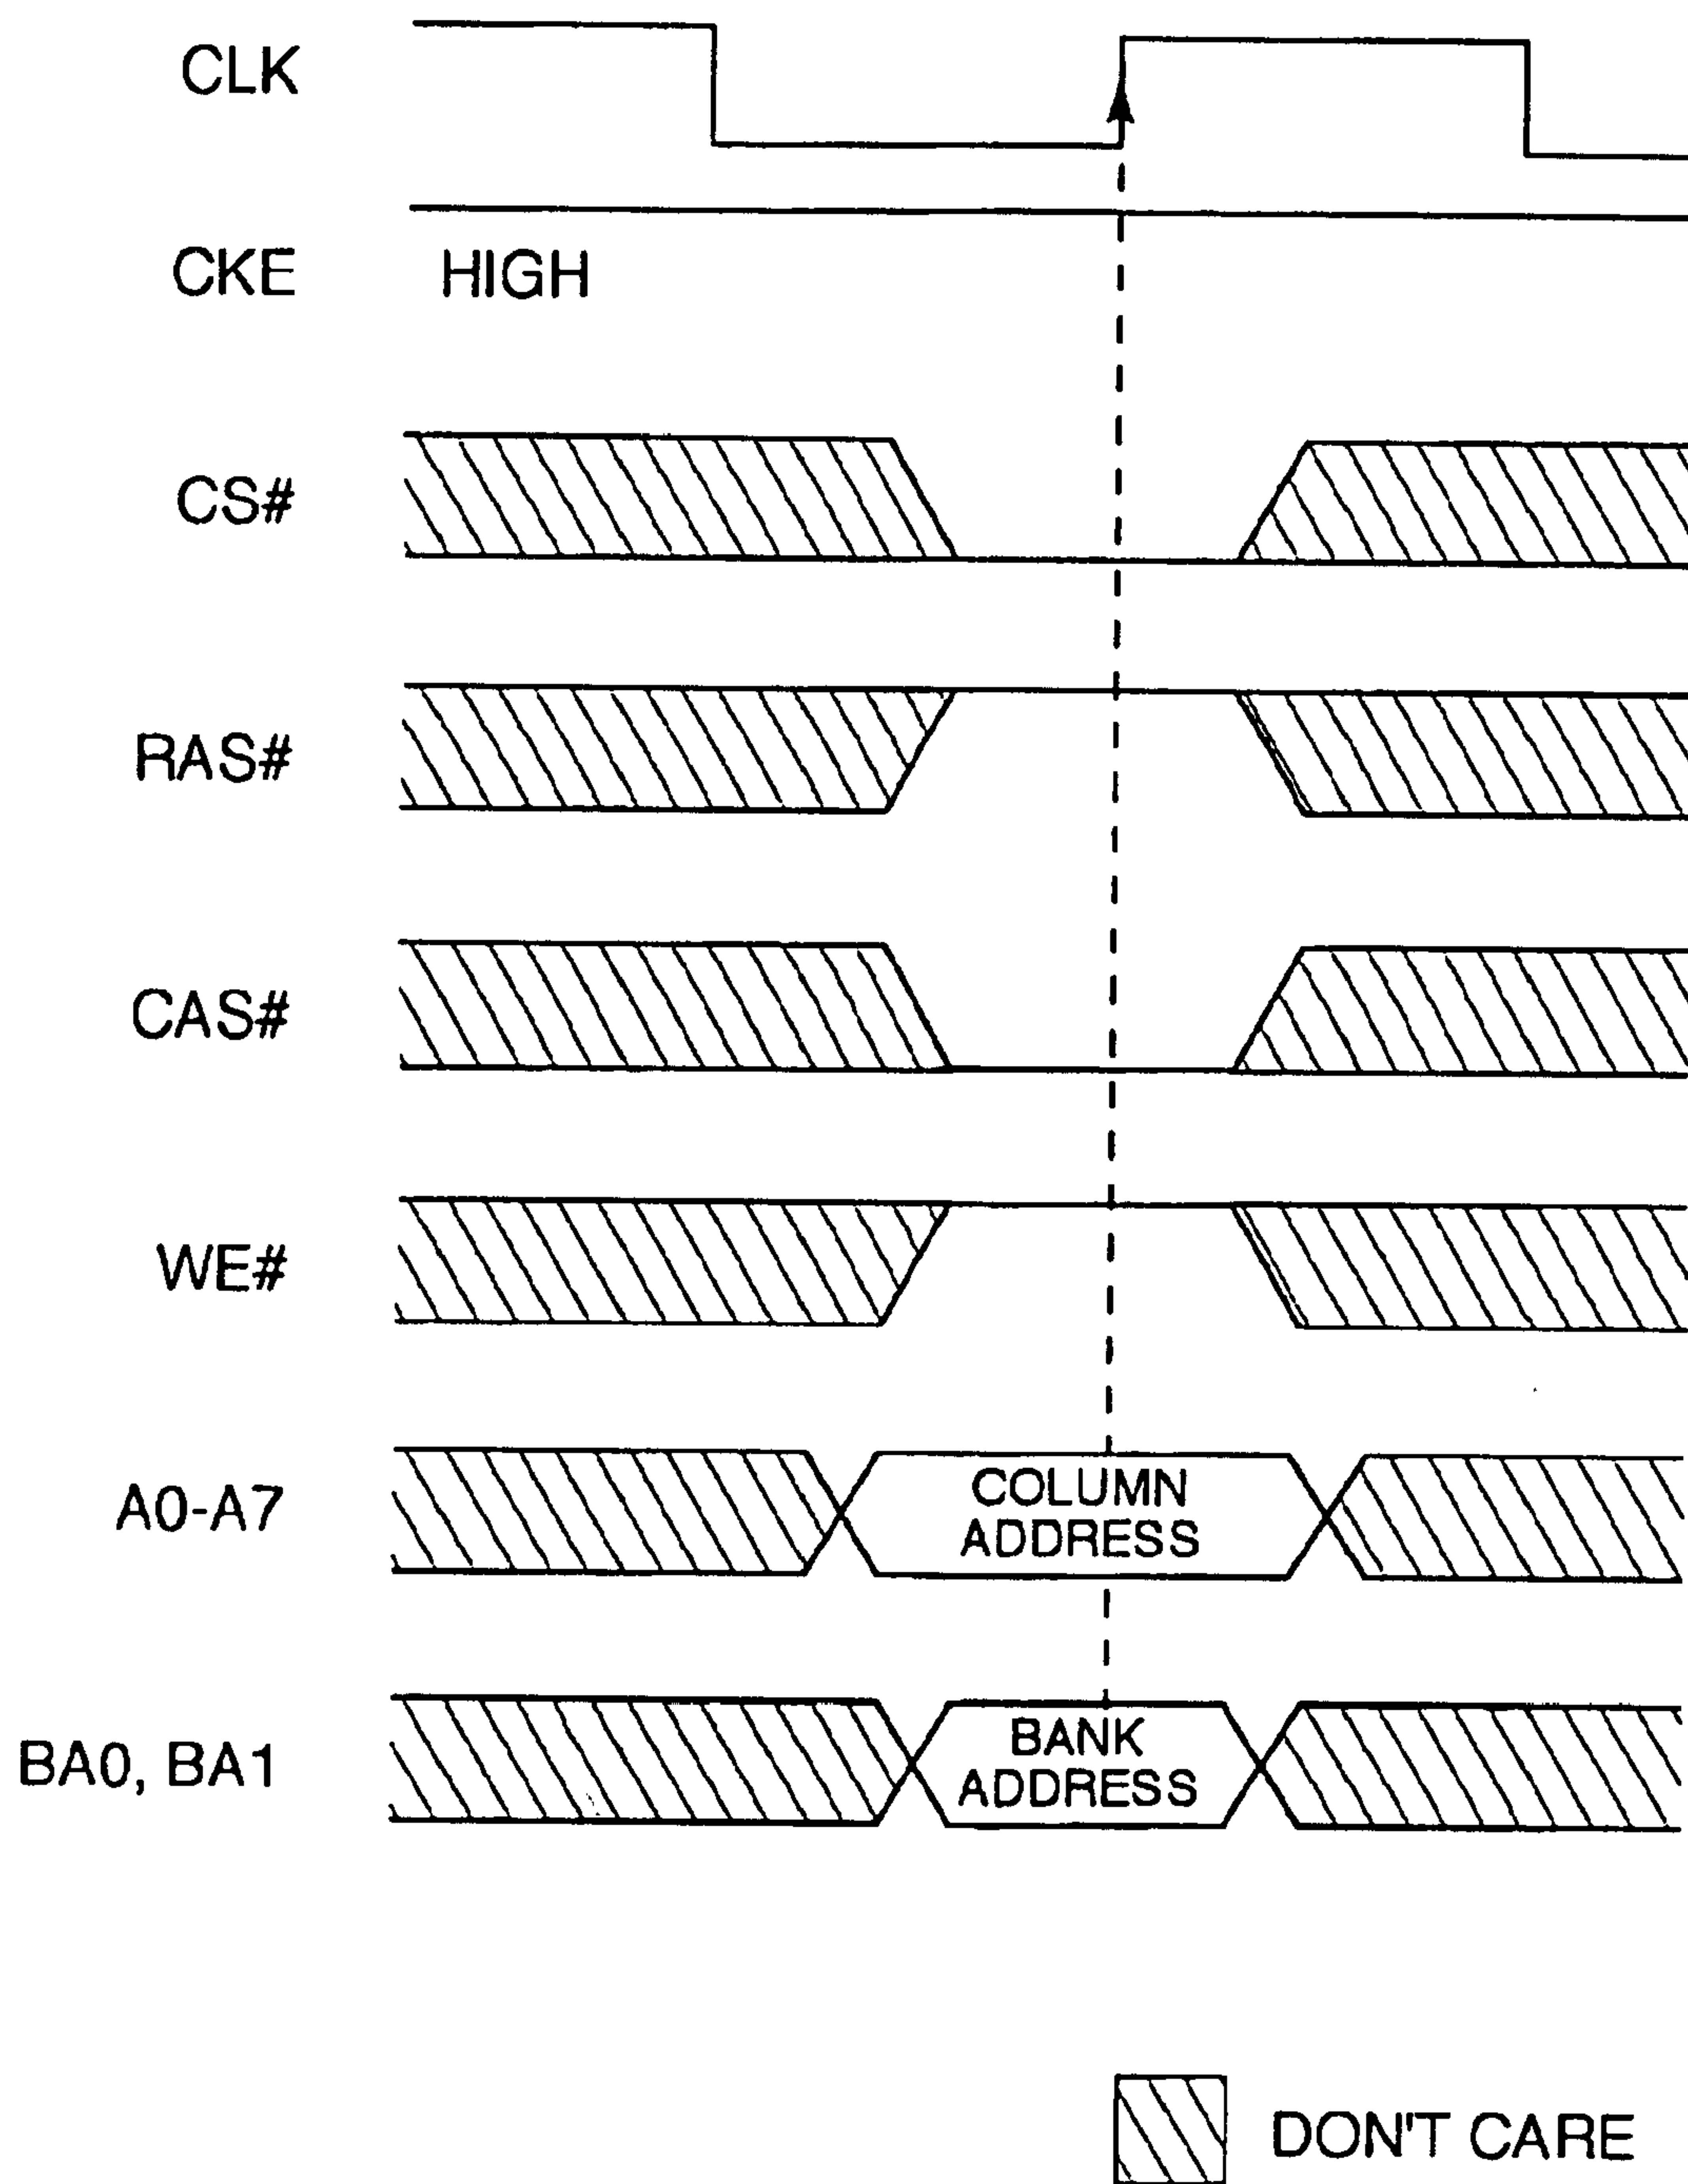 CLK
CKE HIGH
CS#
RAS#
CAS#
WE#
A0-A7 COLUMN
ADDRESS
BA0, BA1 BANK
ADDRESS
DON'T CARE